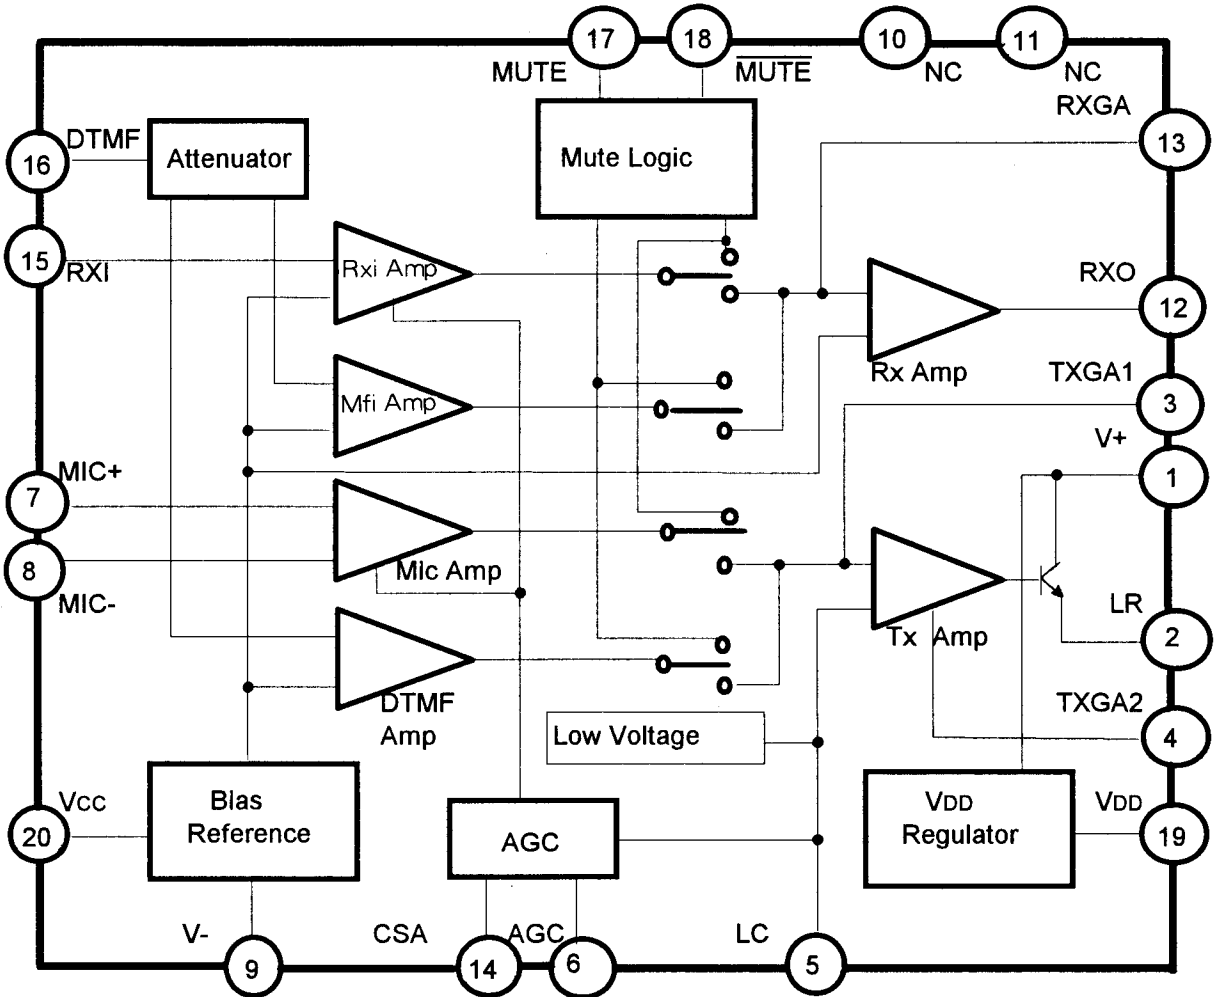 17
18
10
11
MUTE
MUTE
NC
NC
RXGA
13
DTMF
16
Attenuator
Mute Logic
15
RXI
Rxi Amp
RXO
12
Rx Amp
TXGA1
3
Mfi Amp
V+
1
MIC+
7
8
MIC-
Mic Amp
Tx Amp
LR
2
DTMF
Amp
TXGA2
4
Low Voltage
VCC
20
Bias
Reference
AGC
VDD
Regulator
VDD
19
V-
9
CSA
14
AGC
6
LC
5